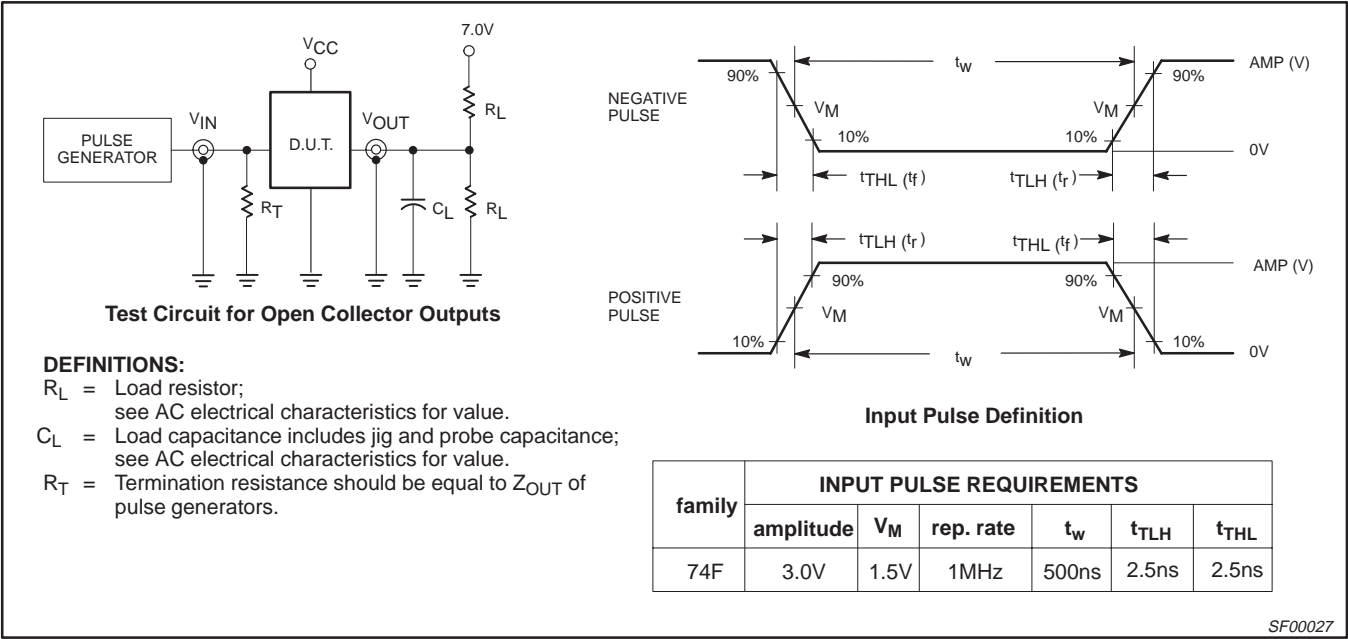 VCC
7.0V
RL
PULSE
GENERATOR
VIN
D.U.T.
VOUT
RT
CL
RL
Test Circuit for Open Collector Outputs
DEFINITIONS:
RL = Load resistor;
see AC electrical characteristics for value.
CL = Load capacitance includes jig and probe capacitance;
see AC electrical characteristics for value.
RT = Termination resistance should be equal to ZOUT of
pulse generators.
NEGATIVE
PULSE
90% tw 90% AMP (V)
VM VM
10% 10% 0V
tTHL (tf) tTLH (tr)
tTLH (tr) tTHL (tf)
AMP (V)
POSITIVE
PULSE
90% 90%
VM VM
10% tw 10% 0V
Input Pulse Definition
family INPUT PULSE REQUIREMENTS
amplitude VM rep. rate tw tTLH tTHL
74F 3.0V 1.5V 1MHz 500ns 2.5ns 2.5ns
SF00027